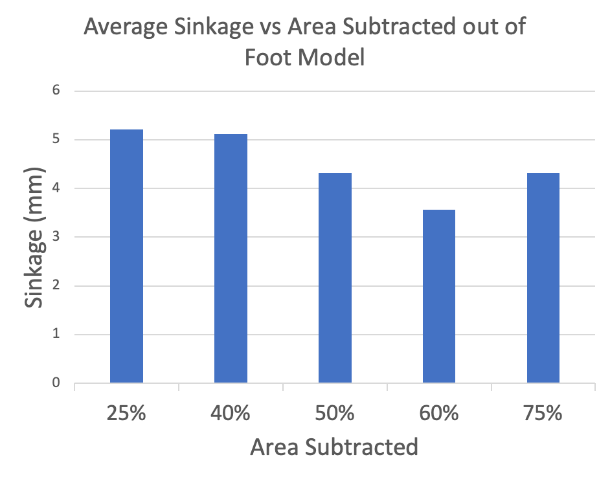 Average Sinkage vs Area Subtracted out of
Foot Model
6
5
4
3
2
1
0
Sinkage (mm)
25% 40% 50% 60% 75%
Area Subtracted